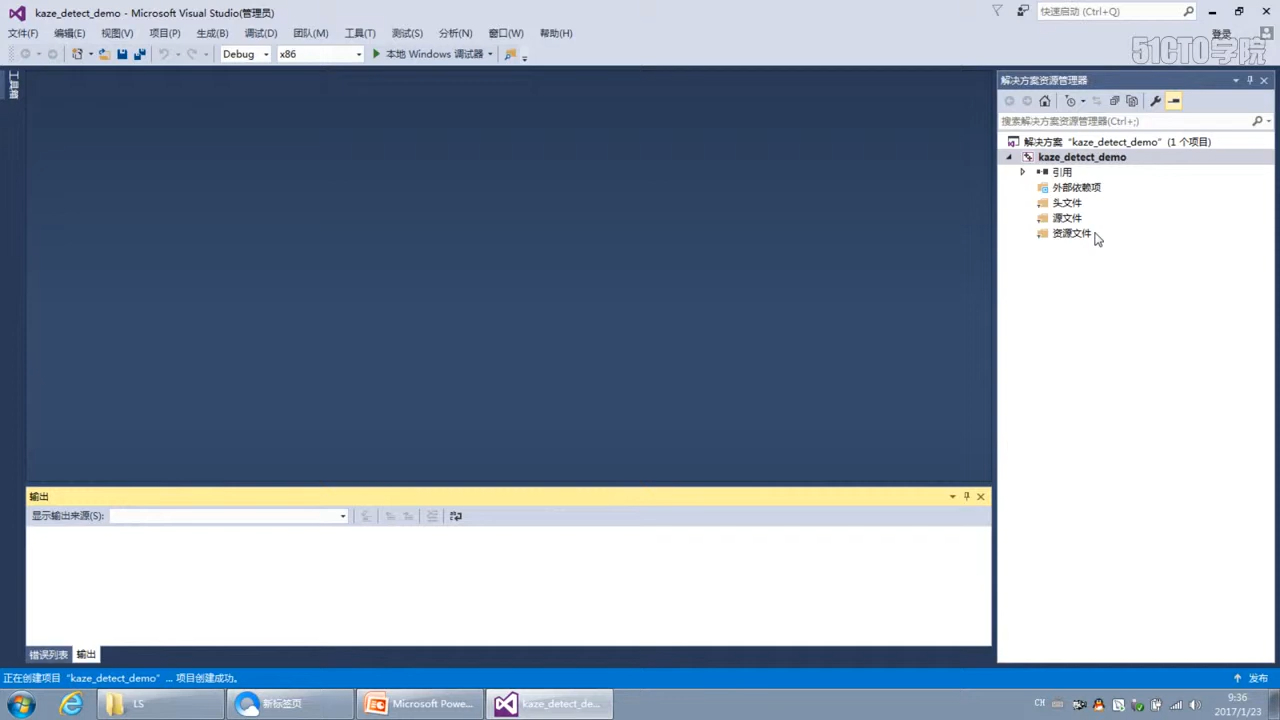 kaze_detect_demo - Microsoft Visual Studio(管理员)
快速启动 (Ctrl+Q)
文件(F) 编辑(E) 视图(V) 项目(P) 生成(B) 调试(D) 团队(M) 工具(T) 测试(S) 分析(N) 窗口(W) 帮助(H)
登录
51CTO学院
Debug x86 本地 Windows 调试器
工具箱
解决方案资源管理器
搜索解决方案资源管理器(Ctrl+;)
解决方案 "kaze_detect_demo" (1 个项目)
kaze_detect_demo
引用
外部依赖项
头文件
源文件
资源文件
输出
显示输出来源(S):
错误列表 输出
正在创建项目 "kaze_detect_demo" ... 项目创建成功。
发布
LS
新标签页
Microsoft Powe...
kaze_detect_de...
CH
9:36
2017/1/23